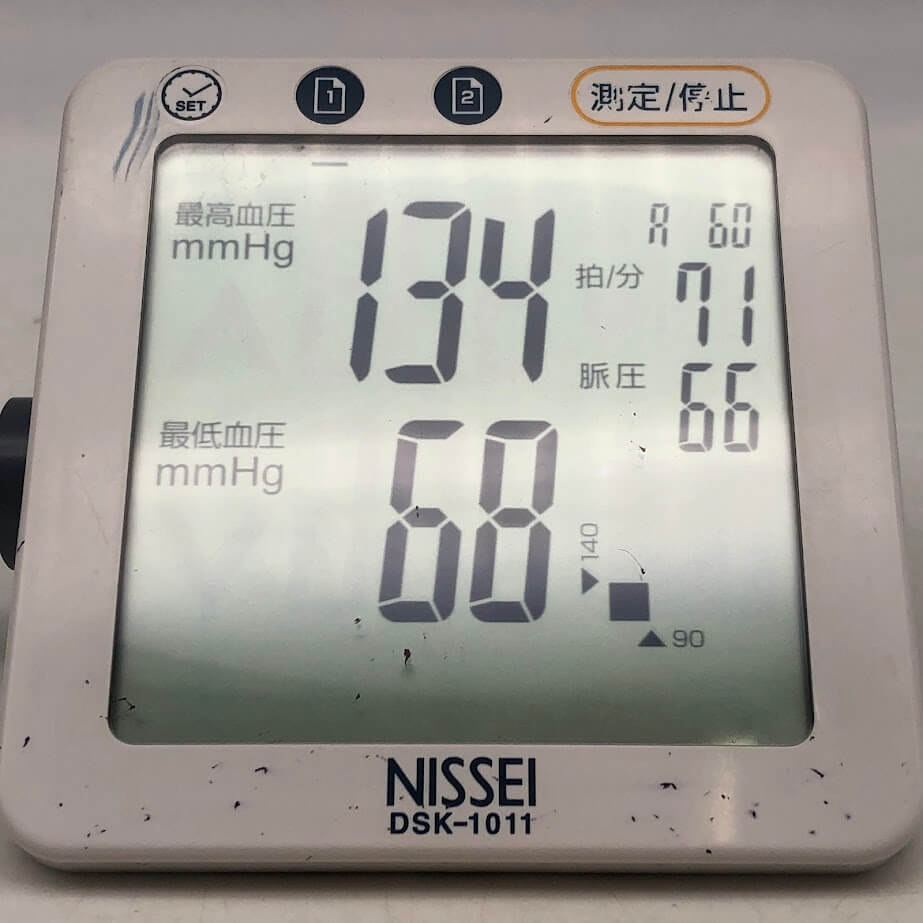 SET 1 2 測定/停止
最高血圧
mmHg
134
A 60
拍/分 71
脈圧 66
最低血圧
mmHg
68
140
90
NISSEI
DSK-1011